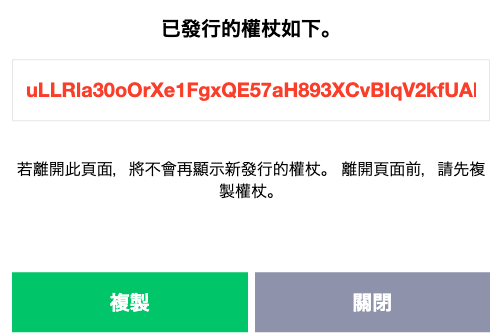 已發行的權杖如下。
uLLRla30oOrXe1FgxQE57aH893XCvBIqV2kfUAl
若離開此頁面，將不會再顯示新發行的權杖。 離開頁面前，請先複
製權杖。
複製
關閉